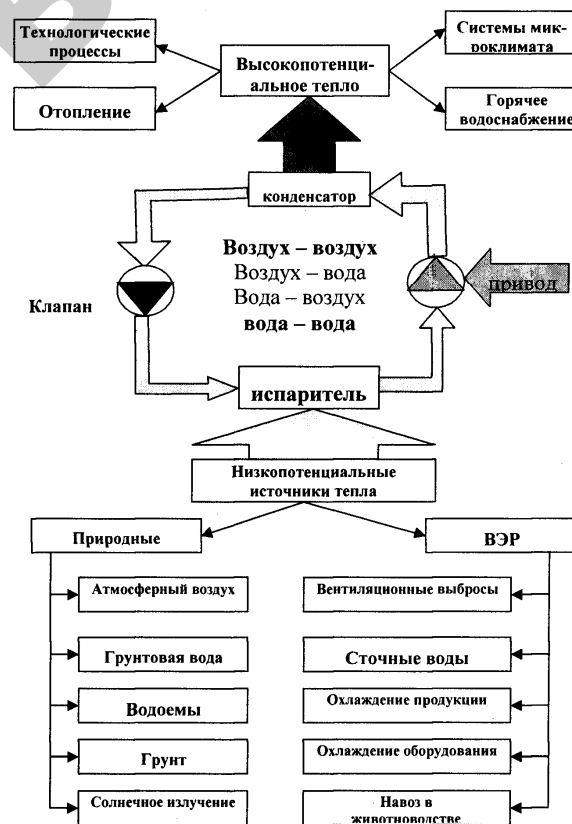 Технологические
процессы
Системы мик-
роклимата
Высокопотенци-
альное тепло
Отопление
Горячее
водоснабжение
конденсатор
Воздух – воздух
Воздух – вода
Вода – воздух
вода – вода
привод
Клапан
испаритель
Низкопотенциальные
источники тепла
Природные
ВЭР
Атмосферный воздух
Вентиляционные выбросы
Грунтовая вода
Сточные воды
Водоемы
Охлаждение продукции
Грунт
Охлаждение оборудования
Солнечное излучение
Навоз в
животноводстве